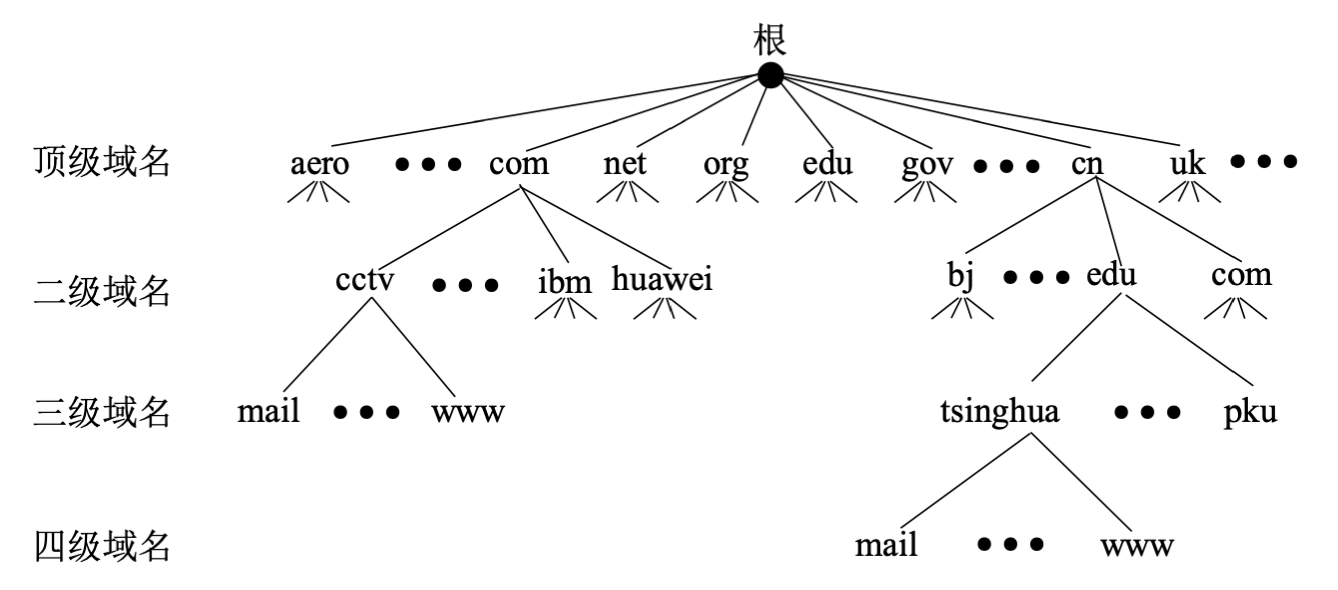 根
顶级域名 aero ••• com net org edu gov ••• cn uk •••
二级域名 cctv ••• ibm huawei bj ••• edu com
三级域名 mail ••• www tsinghua ••• pku
四级域名 mail ••• www